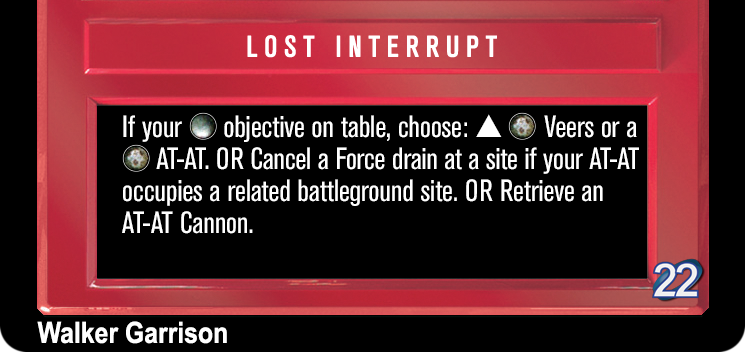 LOST INTERRUPT
If your objective on table, choose: ▲ Veers or a
AT-AT. OR Cancel a Force drain at a site if your AT-AT
occupies a related battleground site. OR Retrieve an
AT-AT Cannon.
22
Walker Garrison